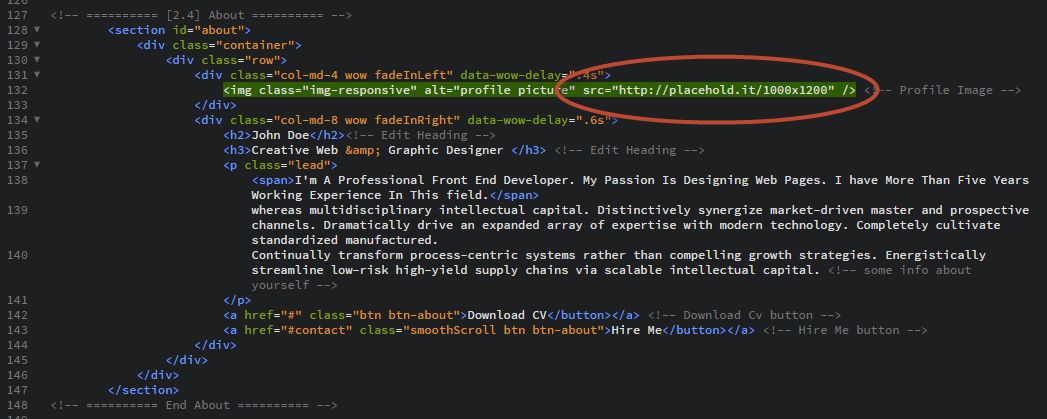 127 <!-- ========== [2.4] About ========== -->
128 <section id="about">
129 <div class="container">
130 <div class="row">
131 <div class="col-md-4 wow fadeInLeft" data-wow-delay=".4s">
132 <img class="img-responsive" alt="profile picture" src="http://placehold.it/1000x1200" /> <!-- Profile Image -->
133 </div>
134 <div class="col-md-8 wow fadeInRight" data-wow-delay=".6s">
135 <h2>John Doe</h2><!-- Edit Heading -->
136 <h3>Creative Web &amp; Graphic Designer </h3> <!-- Edit Heading -->
137 <p class="lead">
138 <span>I'm A Professional Front End Developer. My Passion Is Designing Web Pages. I have More Than Five Years
Working Experience In This field.</span>
139 whereas multidisciplinary intellectual capital. Distinctively synergize market-driven master and prospective
channels. Dramatically drive an expanded array of expertise with modern technology. Completely cultivate
standardized manufactured.
140 Continually transform process-centric systems rather than compelling growth strategies. Energistically
streamline low-risk high-yield supply chains via scalable intellectual capital. <!-- some info about
yourself -->
141 </p>
142 <a href="#" class="btn btn-about">Download CV</button></a> <!-- Download Cv button -->
143 <a href="#contact" class="smoothScroll btn btn-about">Hire Me</button></a> <!-- Hire Me button -->
144 </div>
145 </div>
146 </div>
147 </section>
148 <!-- ========== End About ========== -->